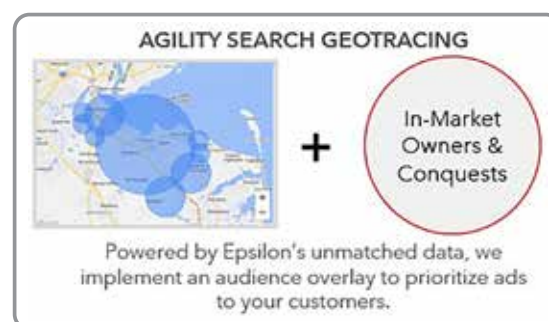 AGILITY SEARCH GEOTRACING
+
In-Market
Owners &
Conquests
Powered by Epsilon's unmatched data, we
implement an audience overlay to prioritize ads
to your customers.